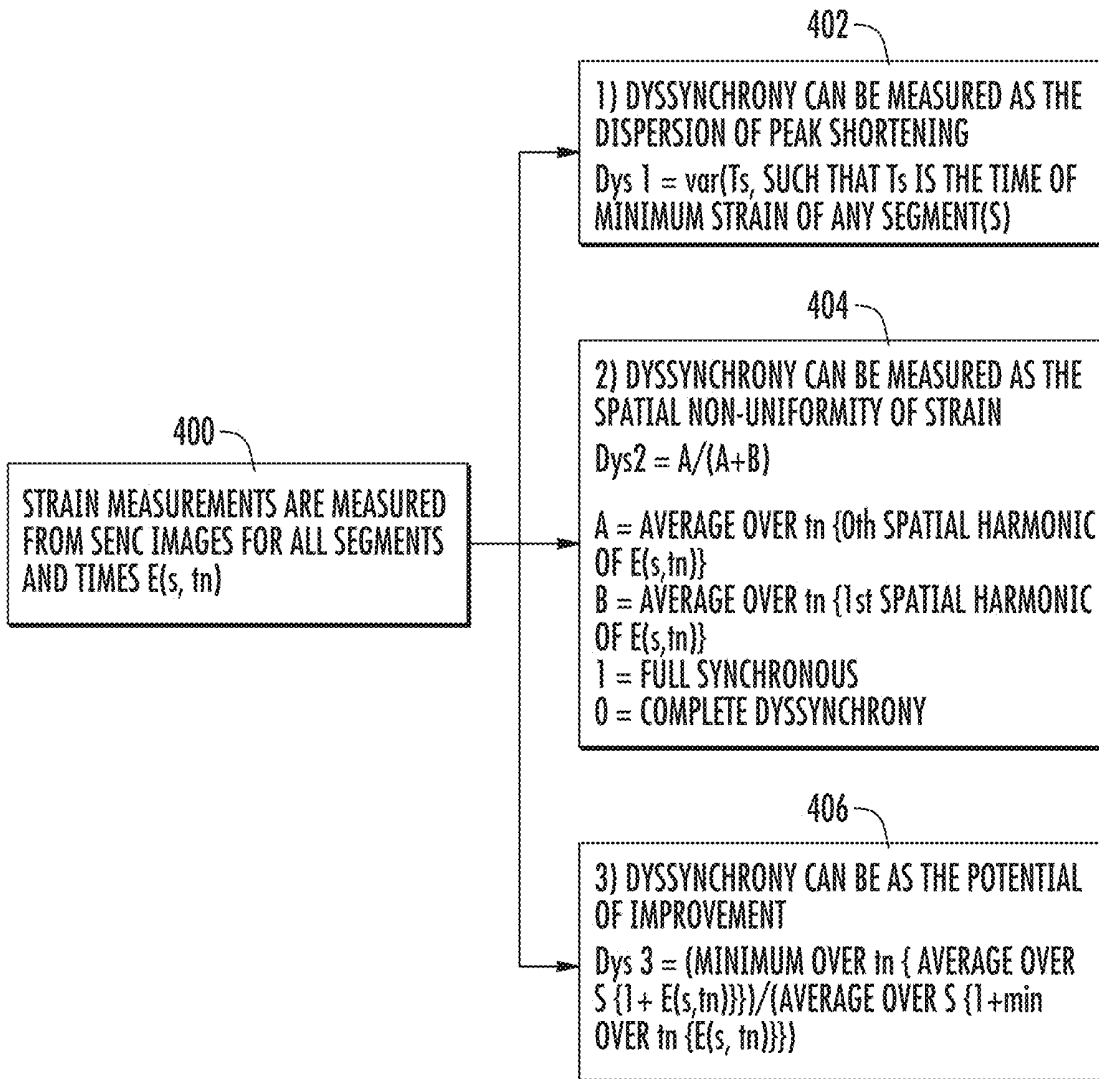 402
1) DYSSYNCHRONY CAN BE MEASURED AS THE
DISPERSION OF PEAK SHORTENING
Dys 1 = var(Ts, SUCH THAT Ts IS THE TIME OF
MINIMUM STRAIN OF ANY SEGMENT(S)
404
2) DYSSYNCHRONY CAN BE MEASURED AS THE
SPATIAL NON-UNIFORMITY OF STRAIN
Dys2 = A/(A+B)
A = AVERAGE OVER tn {0th SPATIAL HARMONIC
OF E(s,tn)}
B = AVERAGE OVER tn {1st SPATIAL HARMONIC
OF E(s,tn)}
1 = FULL SYNCHRONOUS
0 = COMPLETE DYSSYNCHRONY
400
STRAIN MEASUREMENTS ARE MEASURED
FROM SENC IMAGES FOR ALL SEGMENTS
AND TIMES E(s, tn)
406
3) DYSSYNCHRONY CAN BE AS THE POTENTIAL
OF IMPROVEMENT
Dys 3 = (MINIMUM OVER tn { AVERAGE OVER
S {1+ E(s,tn)}})/(AVERAGE OVER S {1+min
OVER tn {E(s, tn)}})